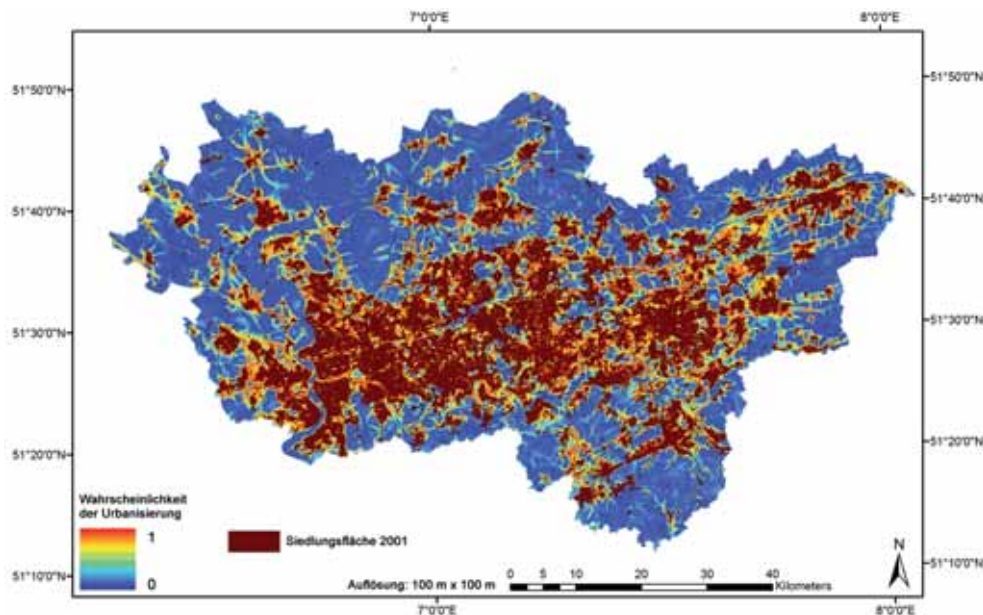 7°0'0"E 8°0'0"E
51°50'0"N 51°50'0"N
51°40'0"N 51°40'0"N
51°30'0"N 51°30'0"N
51°20'0"N 51°20'0"N
Wahrscheinlichkeit
der Urbanisierung
1
Siedlungsfläche 2001
0
N
Auflösung: 100 m x 100 m
0 5 10 20 30 40
Kilometers
51°10'0"N 51°10'0"N
7°0'0"E 8°0'0"E